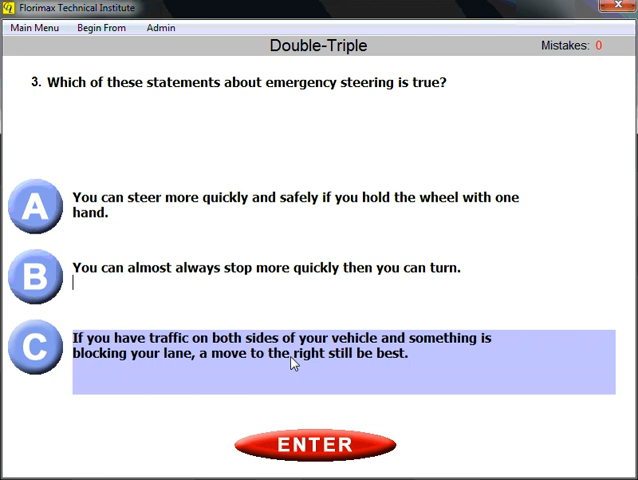 Florimax Technical Institute
Main Menu Begin From Admin
Double-Triple Mistakes: 0
3. Which of these statements about emergency steering is true?
A You can steer more quickly and safely if you hold the wheel with one
hand.
B You can almost always stop more quickly then you can turn.
C If you have traffic on both sides of your vehicle and something is
blocking your lane, a move to the right still be best.
ENTER